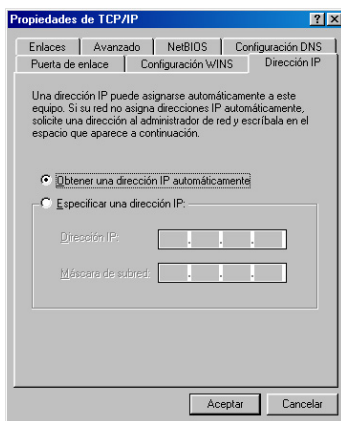 Propiedades de TCP/IP
Enlaces Avanzado NetBIOS Configuración DNS
Puerta de enlace Configuración WINS Dirección IP
Una dirección IP puede asignarse automáticamente a este
equipo. Si su red no asigna direcciones IP automáticamente,
solicite una dirección al administrador de red y escríbala en el
espacio que aparece a continuación.
Obtener una dirección IP automáticamente
Especificar una dirección IP:
Dirección IP:
Máscara de subred:
Aceptar Cancelar